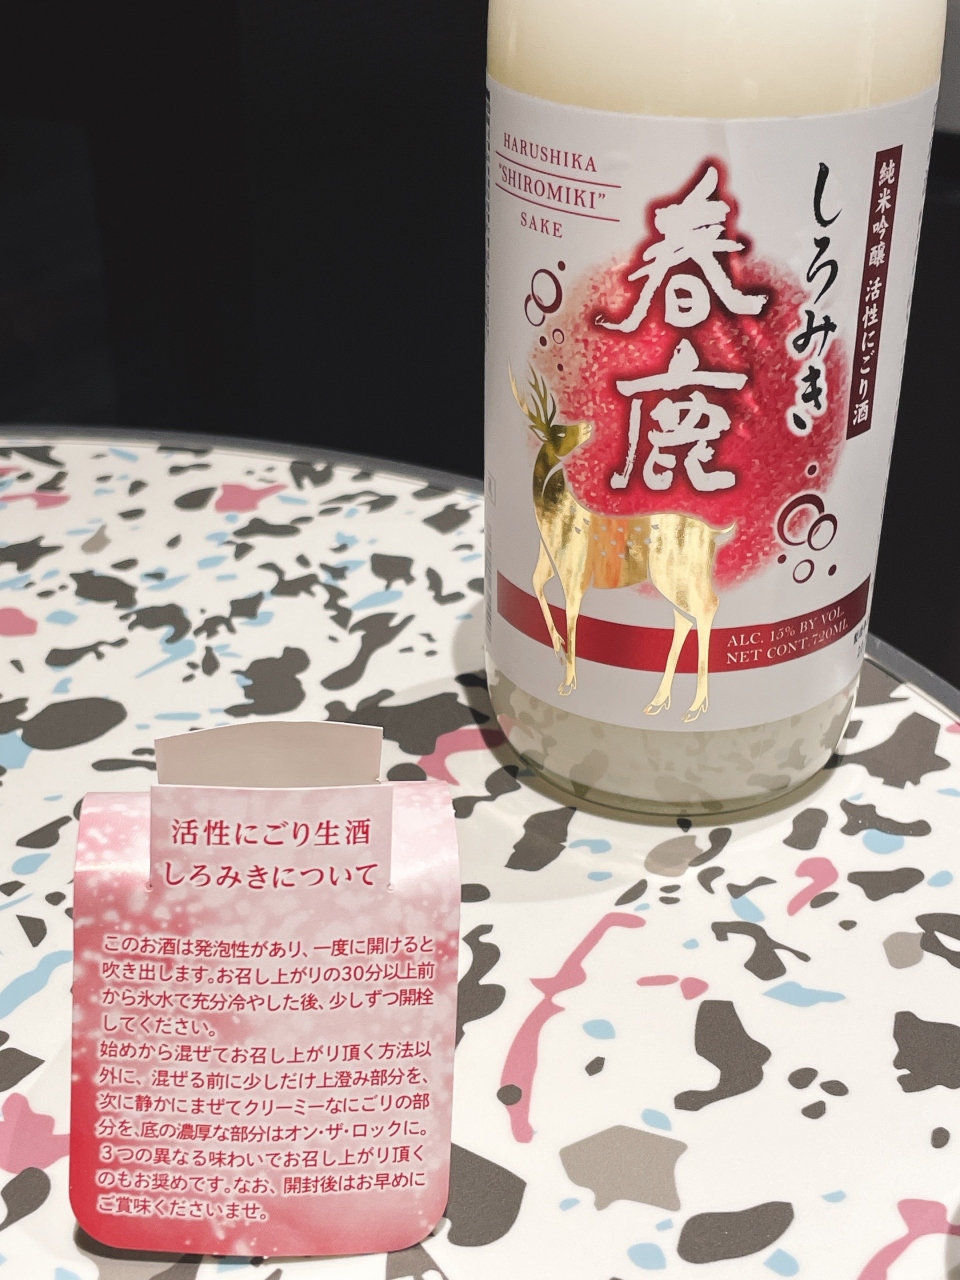 HARUSHIKA
"SHIROMIKI"
SAKE
春鹿
しろみき
純米吟醸 活性にごり酒
ALC. 15% BY VOL.
NET CONT. 720ML
活性にごり生酒
しろみきについて
このお酒は発泡性があり、一度に開けると
吹き出します。お召し上がりの30分以上前
から氷水で充分冷やした後、少しずつ開栓
してください。
始めから混ぜてお召し上がり頂く方法以
外に、混ぜる前に少しだけ上澄み部分を、
次に静かにまぜてクリーミーなにごりの部
分を、底の濃厚な部分はオン・ザ・ロックに。
3つの異なる味わいでお召し上がり頂く
のもお奨めです。なお、開封後はお早めに
ご賞味くださいませ。